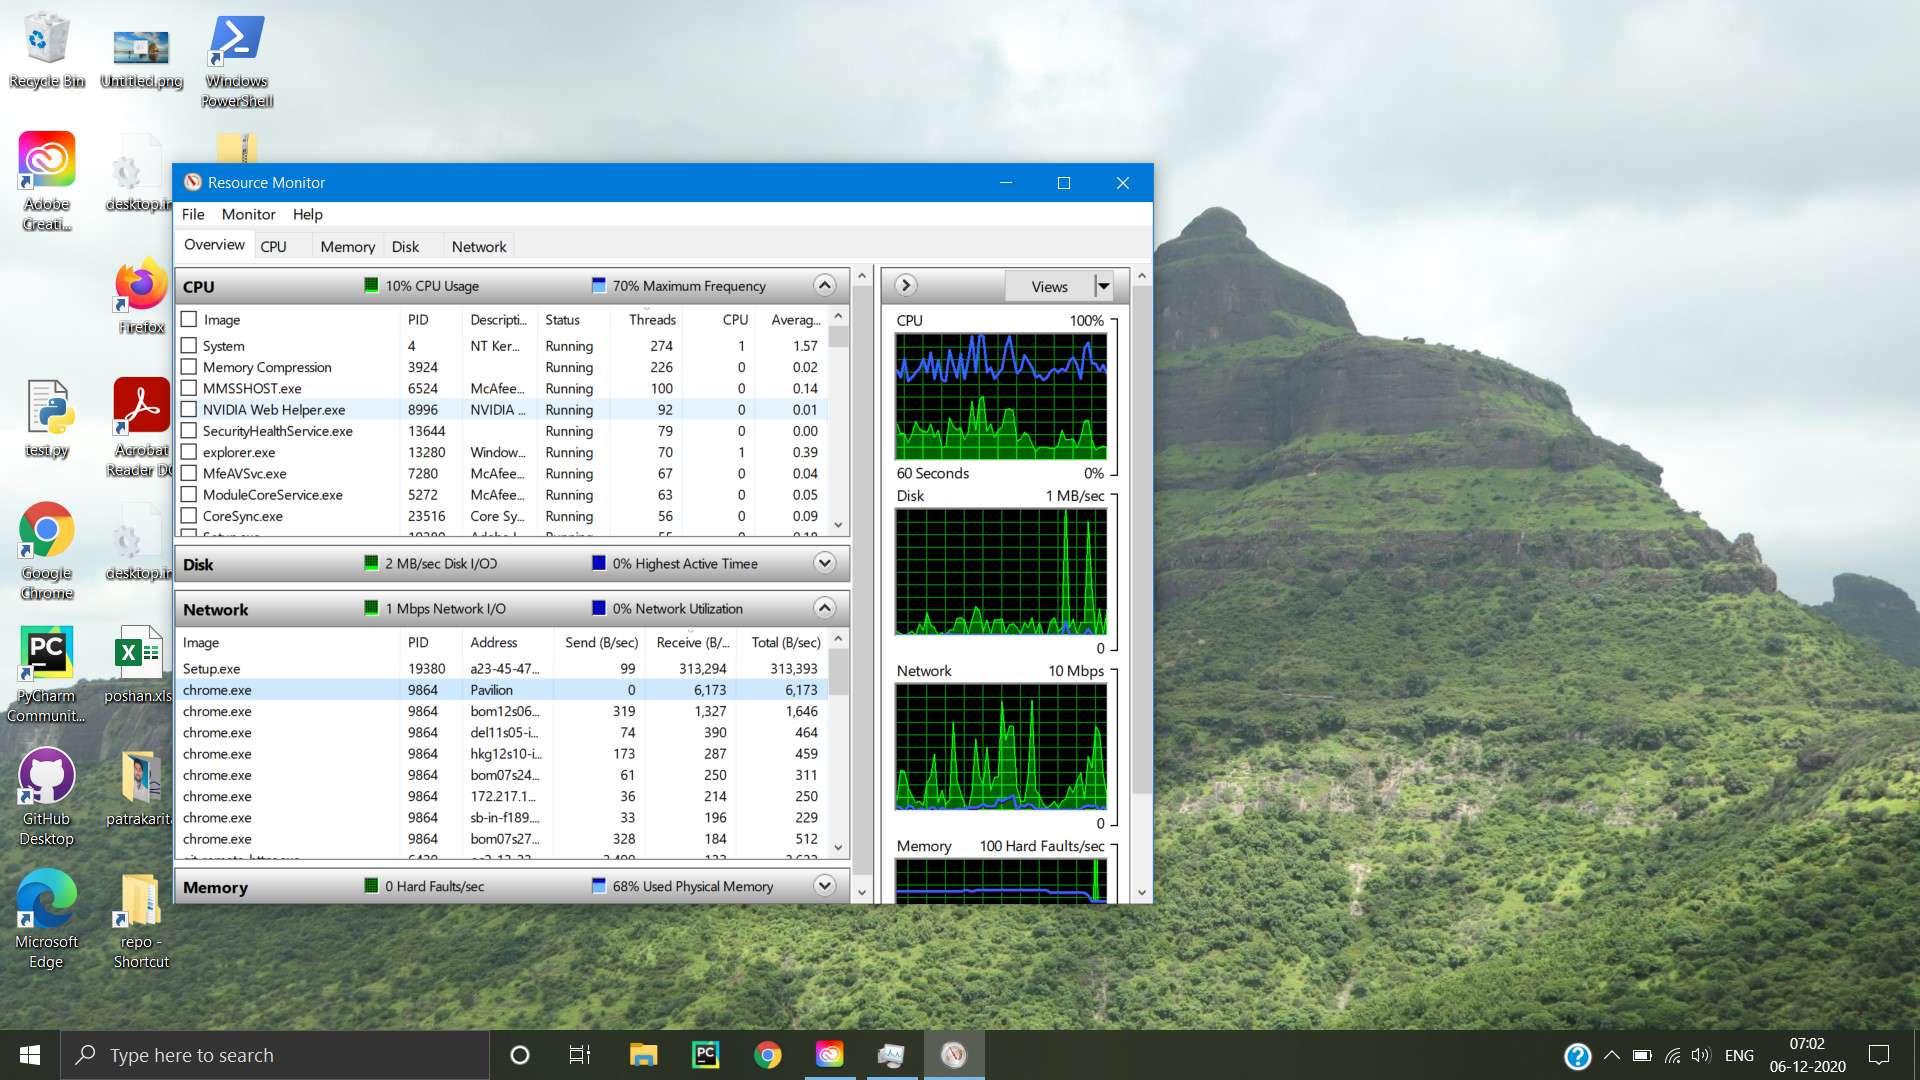 Recycle Bin
Untitled.png
Windows
PowerShell
Adobe
Creati...
desktop.in
Firefox
test.py
Acrobat
Reader DC
Google
Chrome
desktop.in
PC
PyCharm
Communit...
poshan.xls
GitHub
Desktop
patrakarita
Microsoft
Edge
repo -
Shortcut
Resource Monitor
File Monitor Help
Overview CPU Memory Disk Network
CPU 10% CPU Usage 70% Maximum Frequency
Image PID Descripti... Status Threads CPU Averag...
System 4 NT Ker... Running 274 1 1.57
Memory Compression 3924 Running 226 0 0.02
MMSSHOST.exe 6524 McAfee... Running 100 0 0.14
NVIDIA Web Helper.exe 8996 NVIDIA ... Running 92 0 0.01
SecurityHealthService.exe 13644 Running 79 0 0.00
explorer.exe 13280 Window... Running 70 1 0.39
MfeAVSvc.exe 7280 McAfee... Running 67 0 0.04
ModuleCoreService.exe 5272 McAfee... Running 63 0 0.05
CoreSync.exe 23516 Core Sy... Running 56 0 0.09
Disk 2 MB/sec Disk I/OO 0% Highest Active Timee
Network 1 Mbps Network I/O 0% Network Utilization
Image PID Address Send (B/sec) Receive (B/... Total (B/sec)
Setup.exe 19380 a23-45-47... 99 313,294 313,393
chrome.exe 9864 Pavilion 0 6,173 6,173
chrome.exe 9864 bom12s06... 319 1,327 1,646
chrome.exe 9864 del11s05-i... 74 390 464
chrome.exe 9864 hkg12s10-i... 173 287 459
chrome.exe 9864 bom07s24... 61 250 311
chrome.exe 9864 172.217.1... 36 214 250
chrome.exe 9864 sb-in-f189.... 33 196 229
chrome.exe 9864 bom07s27... 328 184 512
Memory 0 Hard Faults/sec 68% Used Physical Memory
Views
CPU 100%
60 Seconds 0%
Disk 1 MB/sec
0
Network 10 Mbps
0
Memory 100 Hard Faults/sec
Type here to search
PC
ENG
07:02
06-12-2020